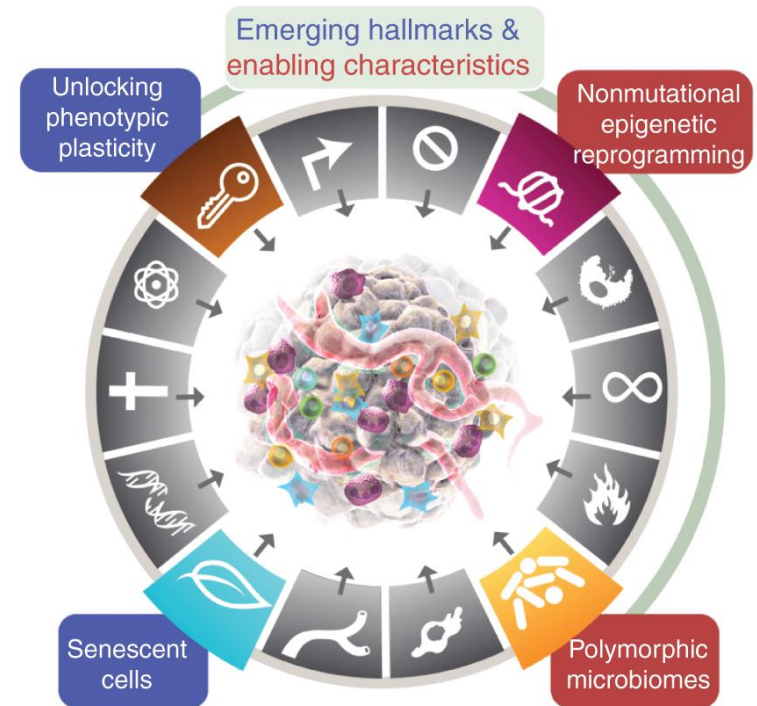 Emerging hallmarks &
enabling characteristics
Unlocking
phenotypic
plasticity
Nonmutational
epigenetic
reprogramming
Senescent
cells
Polymorphic
microbiomes